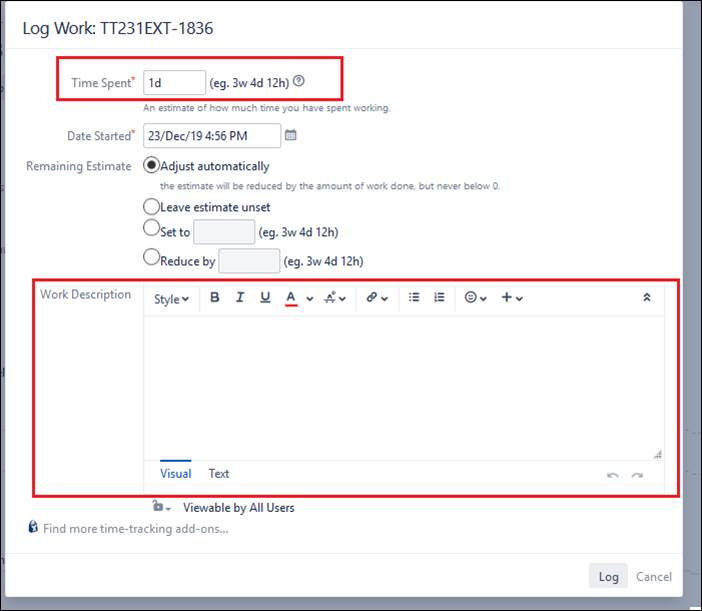 Log Work: TT231EXT-1836
Time Spent* 1d (eg. 3w 4d 12h)
An estimate of how much time you have spent working.
Date Started* 23/Dec/19 4:56 PM
Remaining Estimate Adjust automatically
the estimate will be reduced by the amount of work done, but never below 0.
Leave estimate unset
Set to (eg. 3w 4d 12h)
Reduce by (eg. 3w 4d 12h)
Work Description Style B I U A
Visual Text
Viewable by All Users
Find more time-tracking add-ons...
Log Cancel